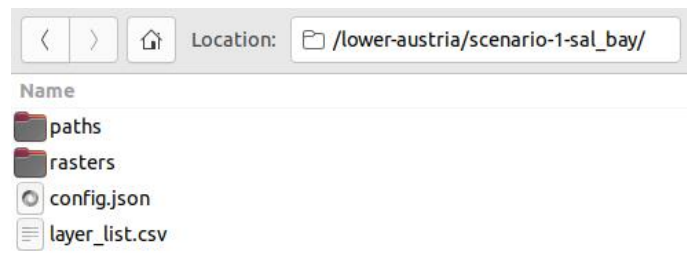 Location: /lower-austria/scenario-1-sal_bay/
Name
paths
rasters
config.json
layer_list.csv